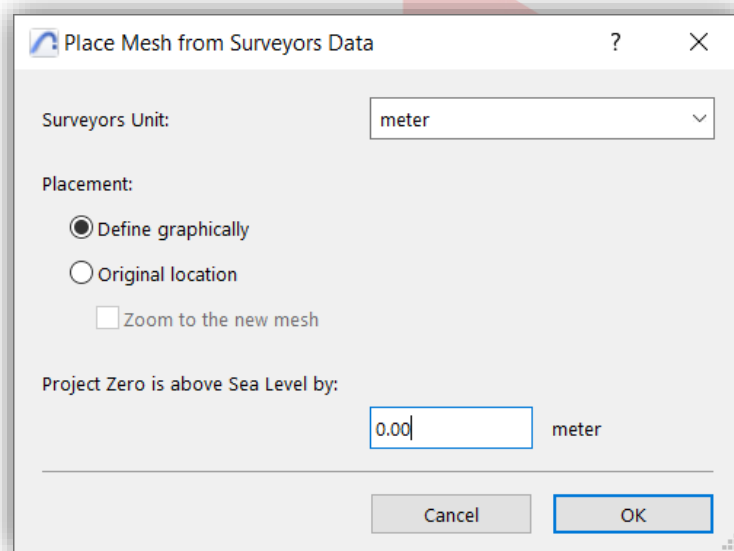 Place Mesh from Surveyors Data
Surveyors Unit: meter
Placement:
Define graphically
Original location
Zoom to the new mesh
Project Zero is above Sea Level by:
0.00 meter
Cancel OK